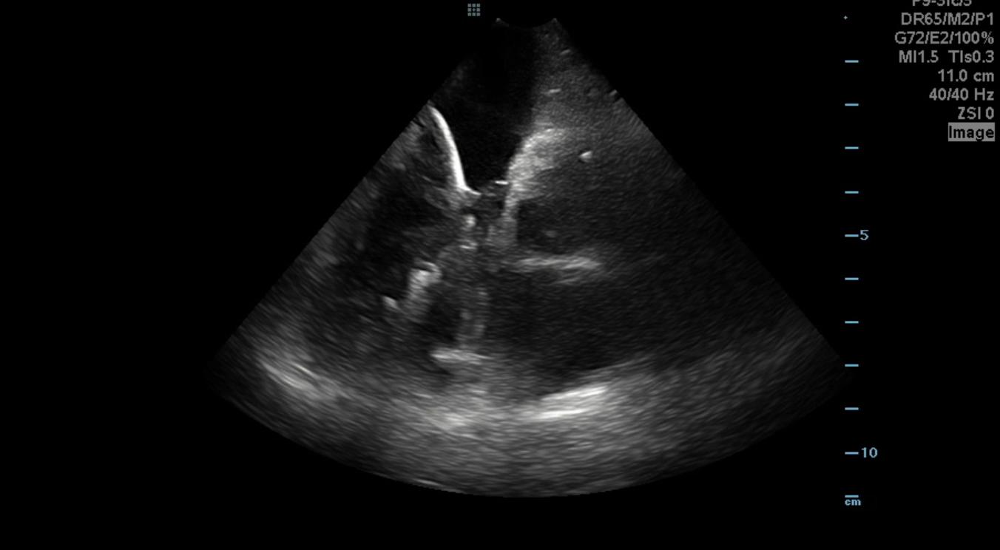 DR65/M2/P1
G72/E2/100%
MI1.5 TIs0.3
11.0 cm
40/40 Hz
ZSI 0
Image
5
10
cm